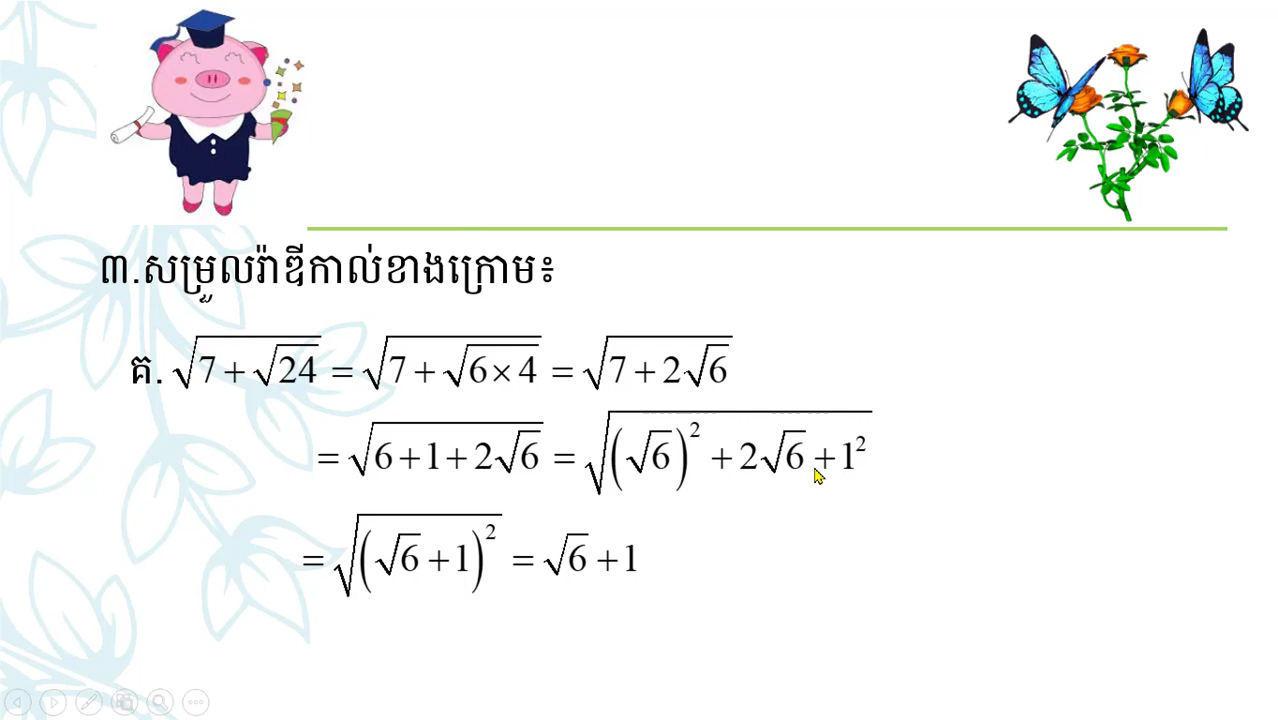 ៣.សម្រួលរ៉ាឌីកាល់ខាងក្រោម៖
គ. √(7 + √24) = √(7 + √(6 × 4)) = √(7 + 2√6)
= √(6 + 1 + 2√6) = √((√6)² + 2√6 + 1²)
= √((√6 + 1)²) = √6 + 1